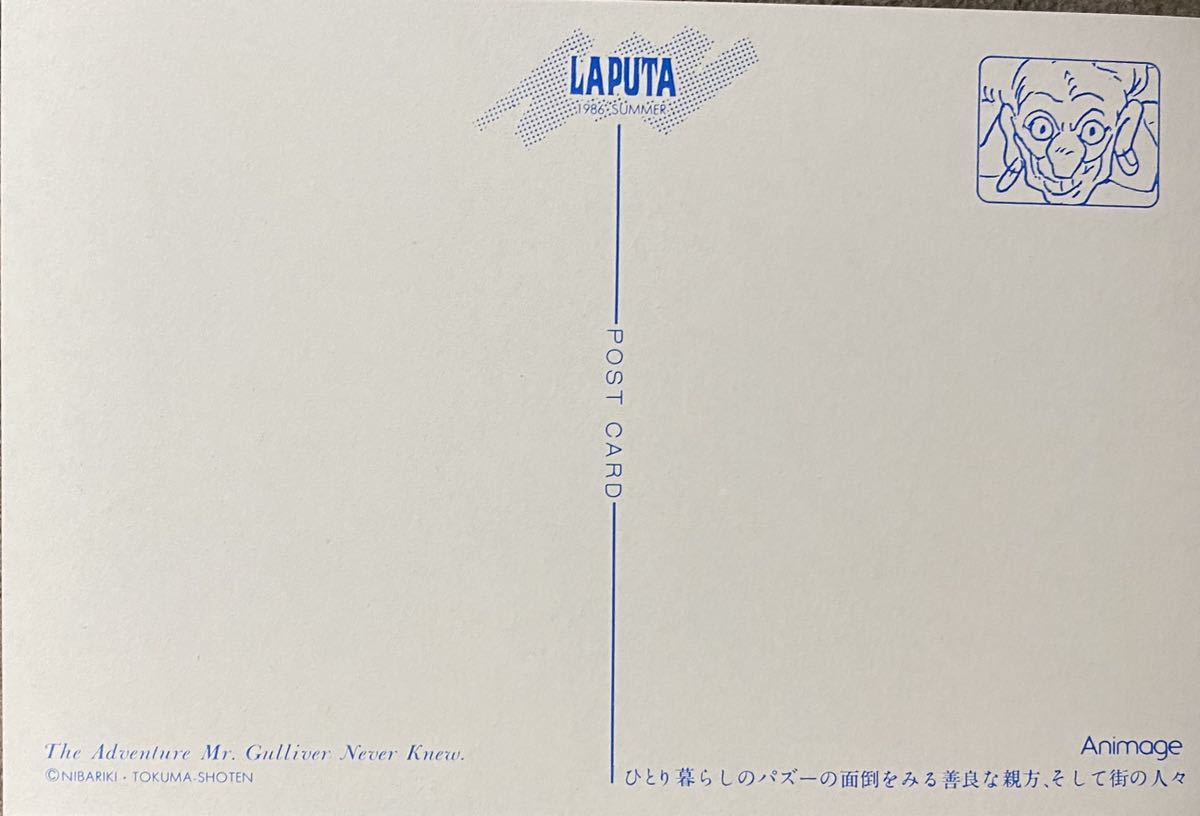 LAPUTA
1986·SUMMER
POST CARD
The Adventure Mr. Gulliver Never Knew.
©NIBARIKI・TOKUMA-SHOTEN
Animage
ひとり暮らしのパズーの面倒をみる善良な親方、そして街の人々